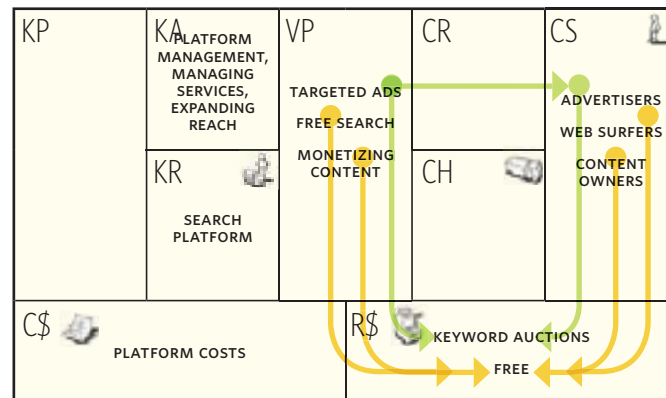 KP
KA
PLATFORM
MANAGEMENT,
MANAGING
SERVICES,
EXPANDING
REACH
VP
TARGETED ADS
FREE SEARCH
MONETIZING
CONTENT
CR
CS
ADVERTISERS
WEB SURFERS
CONTENT
OWNERS
KR
SEARCH
PLATFORM
CH
C$
PLATFORM COSTS
R$
KEYWORD AUCTIONS
FREE